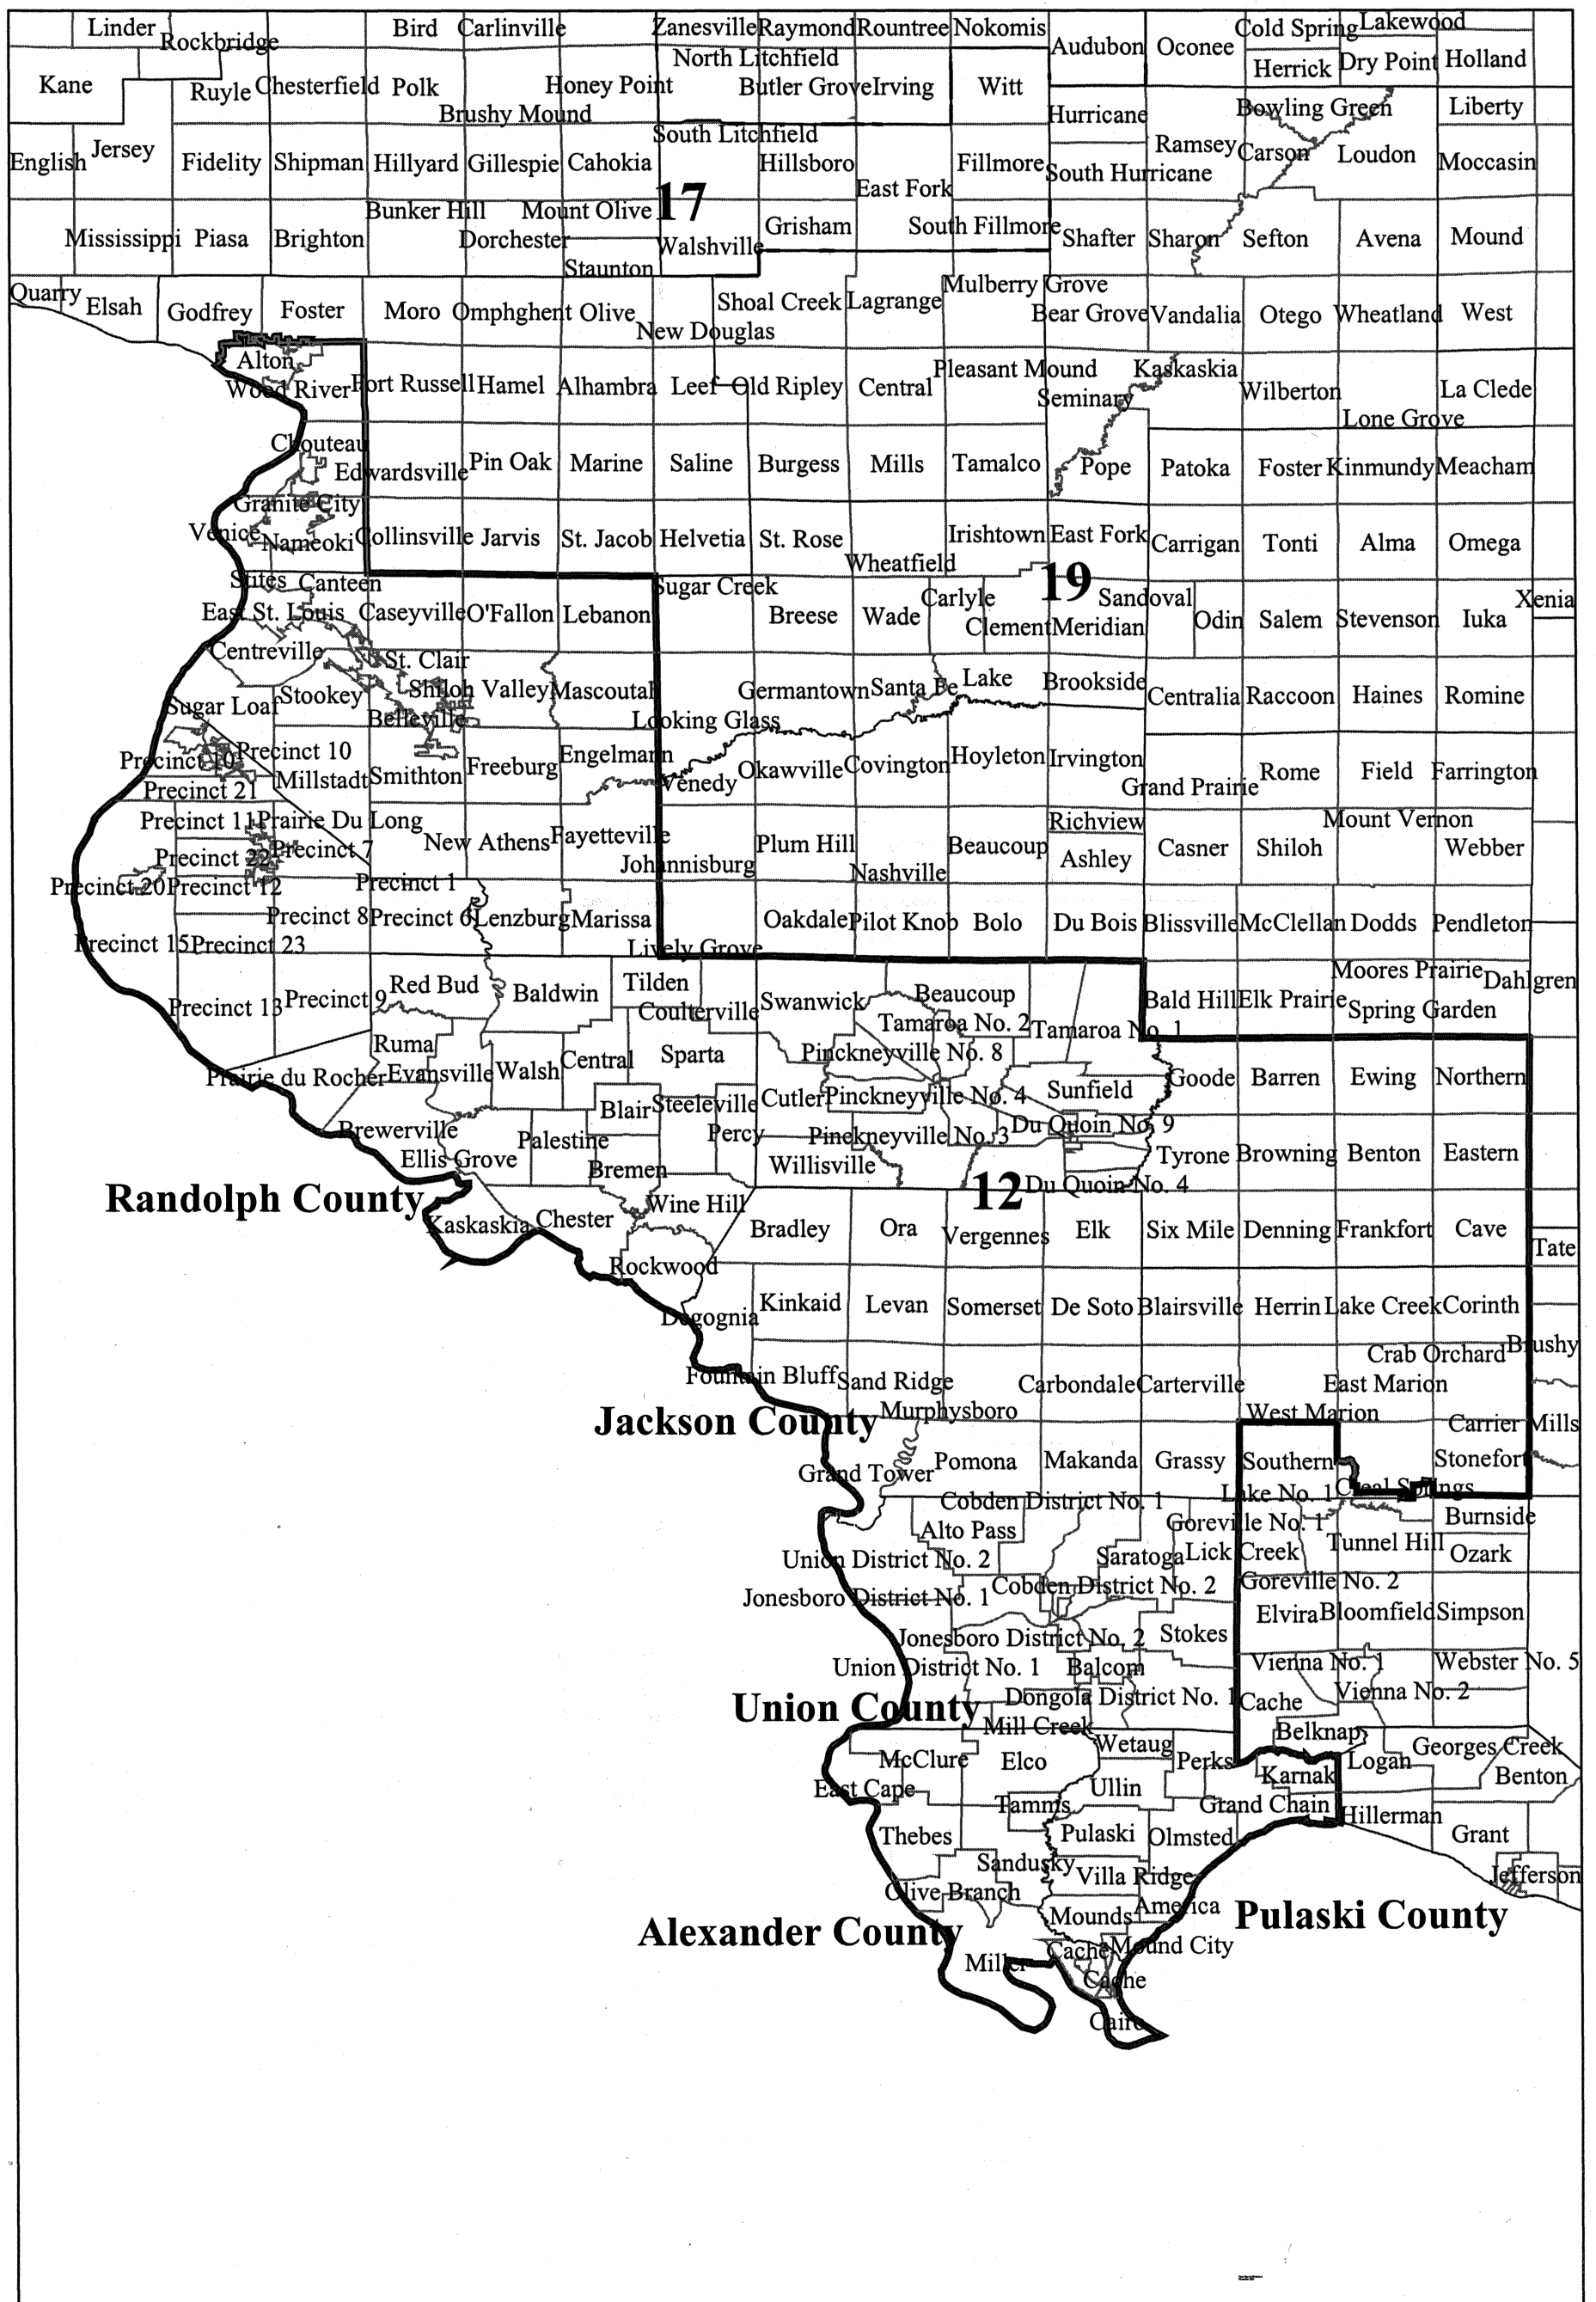 Linder Bird Carlinville Zanesville Raymond Rountree Nokomis Cold Spring Lakewood
Rockbridge Audubon Oconee
North Litchfield Herrick Dry Point Holland
Kane Ruyle Chesterfield Polk Honey Point Butler Grove Irving Witt
Brushy Mound Hurricane Bowling Green Liberty
South Litchfield
English Jersey Fidelity Shipman Hillyard Gillespie Cahokia Hillsboro Fillmore Ramsey Carson Loudon Moccasin
East Fork South Hurricane
17
Bunker Hill Mount Olive
Mississippi Piasa Brighton Dorchester Walshville Grisham South Fillmore Shafter Sharon Sefton Avena Mound
Staunton
Quarry Elsah Godfrey Foster Moro Omphghent Olive Shoal Creek Lagrange Mulberry Grove
New Douglas Bear Grove Vandalia Otego Wheatland West
Alton Pleasant Mound Kaskaskia
Wood River Fort Russell Hamel Alhambra Leef Old Ripley Central Seminary Wilberton La Clede
Lone Grove
Chouteau
Edwardsville Pin Oak Marine Saline Burgess Mills Tamalco Pope Patoka Foster Kinmundy Meacham
Granite City
Venice Nameoki Collinsville Jarvis St. Jacob Helvetia St. Rose Irishtown East Fork Carrigan Tonti Alma Omega
Wheatfield
19
Stites Canteen Sugar Creek Carlyle Sandoval Xenia
East St. Louis Caseyville O'Fallon Lebanon Breese Wade Clement Meridian Odin Salem Stevenson Iuka
Centreville St. Clair
Sugar Loaf Stookey Shiloh Valley Mascoutah Germantown Santa Fe Lake Brookside Centralia Raccoon Haines Romine
Belleville Looking Glass
Precinct 10 Precinct 10 Engelmann Hoyleton Irvington
Millstadt Smithton Freeburg Venedy Okawville Covington Grand Prairie Rome Field Farrington
Precinct 21
Precinct 11 Prairie Du Long Richview Mount Vernon
Precinct 22 Precinct 7 New Athens Fayetteville Plum Hill Beaucoup Ashley Casner Shiloh Webber
Johannisburg Nashville
Precinct 20 Precinct 12 Precinct 1
Precinct 8 Precinct 6 Lenzburg Marissa Oakdale Pilot Knob Bolo Du Bois Blissville McClellan Dodds Pendleton
Precinct 15 Precinct 23 Lively Grove
Moores Prairie Dahlgren
Precinct 13 Precinct 9 Red Bud Baldwin Tilden Swanwick Beaucoup Bald Hill Elk Prairie Spring Garden
Coulterville Tamaroa No. 2 Tamaroa No. 1
Ruma Central Sparta Pinckneyville No. 8
Prairie du Rocher Evansville Walsh Sunfield Goode Barren Ewing Northern
Blair Steeleville Cutler Pinckneyville No. 4
Brewerville Palestine Percy Pinckneyville No. 3 Du Quoin No. 9
Ellis Grove Bremen Willisville Tyrone Browning Benton Eastern
12
Du Quoin No. 4
Randolph County
Kaskaskia Chester Wine Hill Bradley Ora Vergennes Elk Six Mile Denning Frankfort Cave Tate
Rockwood
Degognia Kinkaid Levan Somerset De Soto Blairsville Herrin Lake Creek Corinth
Crab Orchard Brushy
Fountain Bluff Sand Ridge Carbondale Carterville East Marion
Jackson County
Murphysboro West Marion Carrier Mills
Grand Tower Pomona Makanda Grassy Southern Stonefort
Lake No. 1 Creal Springs
Cobden District No. 1
Alto Pass Goreville No. 1 Burnside
Union District No. 2 Saratoga Lick Creek Tunnel Hill Ozark
Jonesboro District No. 1 Cobden District No. 2 Goreville No. 2
Elvira Bloomfield Simpson
Jonesboro District No. 2 Stokes
Union District No. 1 Balcom Vienna No. 1 Webster No. 5
Union County
Dongola District No. 1 Cache Vienna No. 2
Mill Creek Belknap
McClure Elco Wetaug Perks Logan Georges Creek
East Cape Ullin Karnak Benton
Tamms Grand Chain Hillerman
Thebes Pulaski Olmsted Grant
Sandusky Villa Ridge Jefferson
Olive Branch America
Mounds
Pulaski County
Alexander County
Miller Cache Mound City
Cache
Cairo